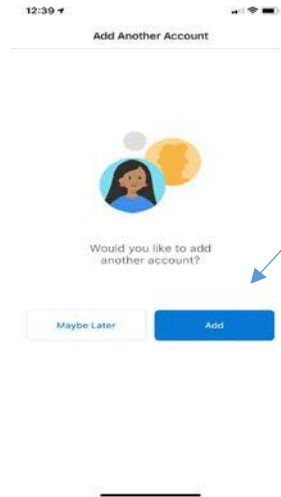 12:39
Add Another Account
Would you like to add
another account?
Maybe Later
Add